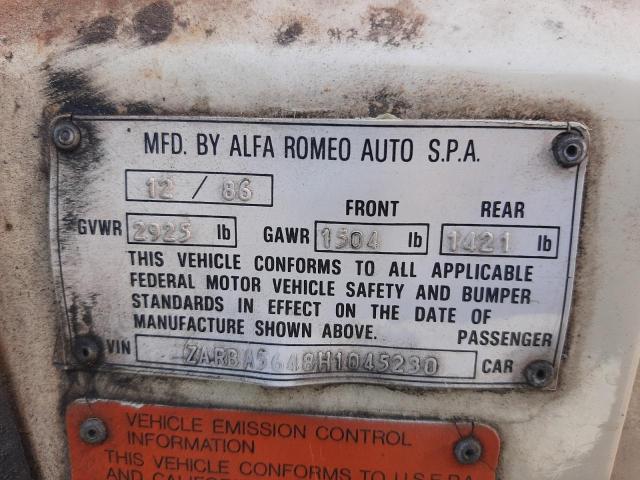 MFD. BY ALFA ROMEO AUTO S.P.A.
12 / 86
FRONT REAR
GVWR 2925 lb GAWR 1504 lb 1421 lb
THIS VEHICLE CONFORMS TO ALL APPLICABLE
FEDERAL MOTOR VEHICLE SAFETY AND BUMPER
STANDARDS IN EFFECT ON THE DATE OF
MANUFACTURE SHOWN ABOVE. PASSENGER
VIN ZARBA5648H1045230 CAR
VEHICLE EMISSION CONTROL
INFORMATION
THIS VEHICLE CONFORMS TO U.S.E.P.A.
AND